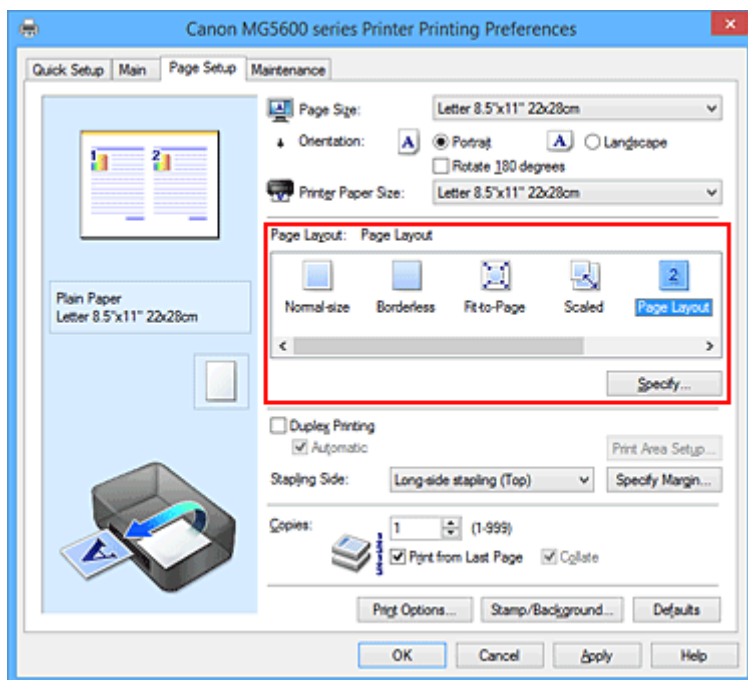 Canon MG5600 series Printer Printing Preferences
Quick Setup Main Page Setup Maintenance
Page Size: Letter 8.5"x11" 22x28cm
Orientation: A Portrait A Landscape
Rotate 180 degrees
Printer Paper Size: Letter 8.5"x11" 22x28cm
1 2
Page Layout: Page Layout
2
Normal-size Borderless Fit-to-Page Scaled Page Layout
Plain Paper
Letter 8.5"x11" 22x28cm
Specify...
Duplex Printing
Automatic
Print Area Setup...
Stapling Side: Long-side stapling (Top) Specify Margin...
Copies: 1 (1-999)
Print from Last Page Collate
A
Print Options... Stamp/Background... Defaults
OK Cancel Apply Help